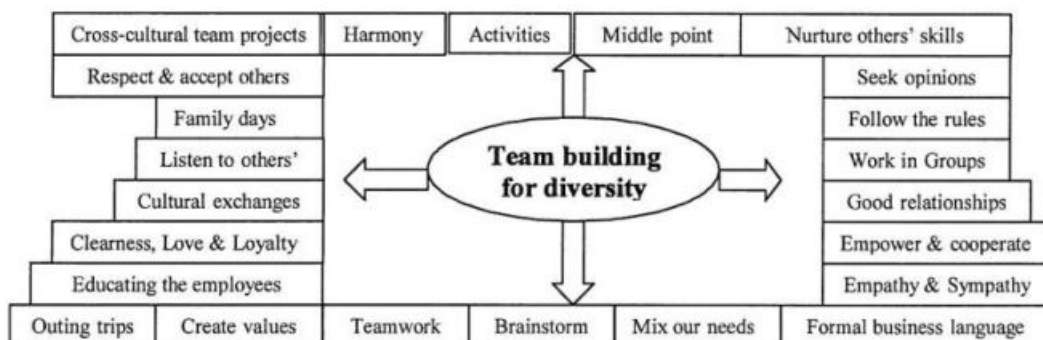 Cross-cultural team projects
Harmony
Activities
Middle point
Nurture others' skills
Respect & accept others
Seek opinions
Family days
Follow the rules
Listen to others'
Work in Groups
Team building
for diversity
Cultural exchanges
Good relationships
Clearness, Love & Loyalty
Empower & cooperate
Educating the employees
Empathy & Sympathy
Outing trips
Create values
Teamwork
Brainstorm
Mix our needs
Formal business language